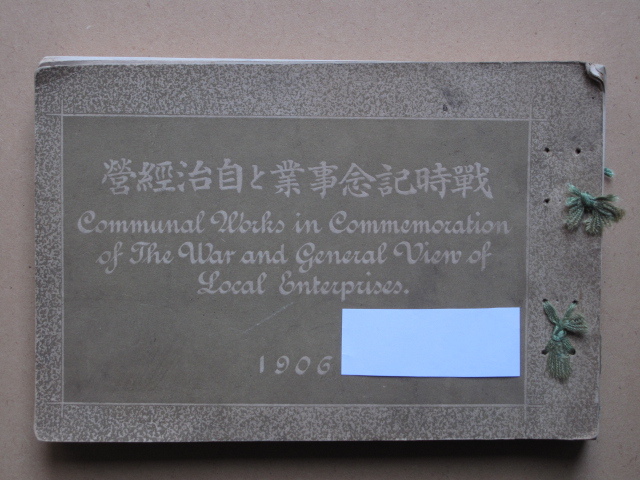 營經治自と業事念記時戰
Communal Works in Commemoration
of The War and General View of
Local Enterprises.
1906